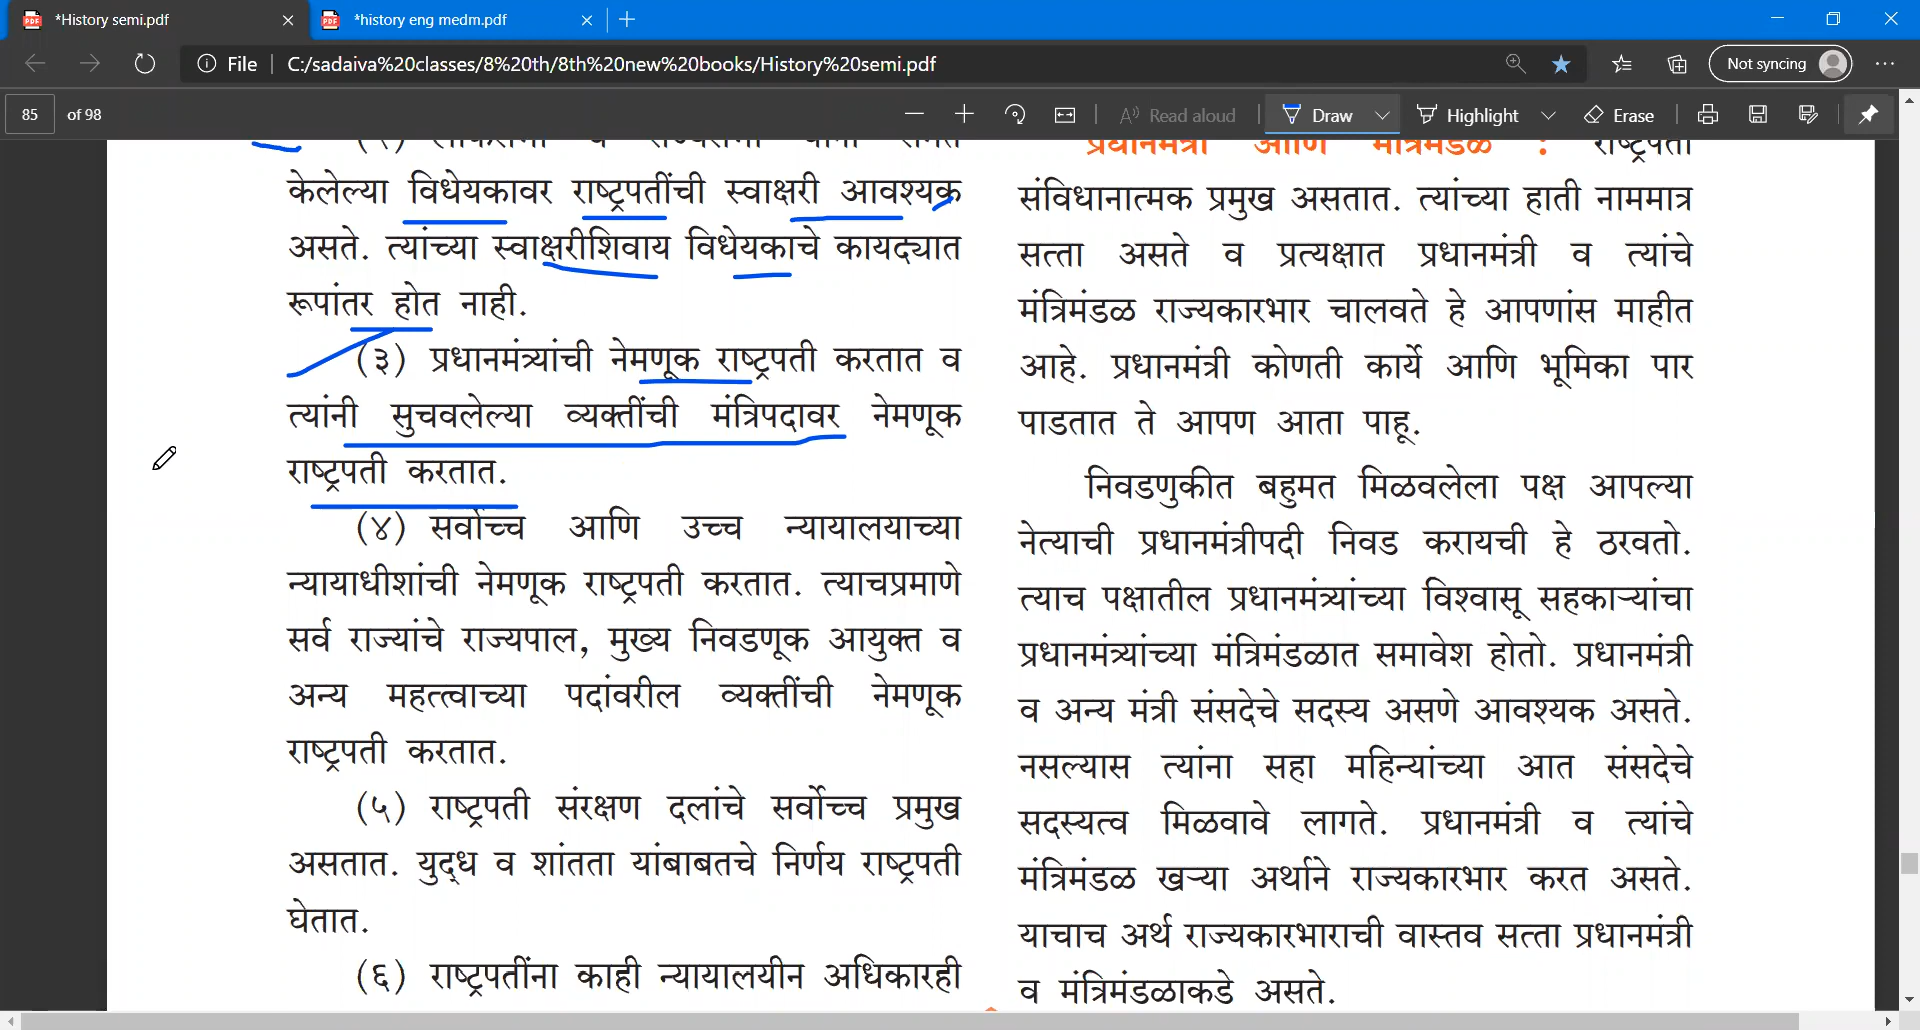 *History semi.pdf
*history eng medm.pdf
File
C:/sadaiva%20classes/8%20th/8th%20new%20books/History%20semi.pdf
Not syncing
85 of 98
Read aloud
Draw
Highlight
Erase
केलेल्या विधेयकावर राष्ट्रपतींची स्वाक्षरी आवश्यक
असते. त्यांच्या स्वाक्षरीशिवाय विधेयकाचे कायद्यात
रूपांतर होत नाही.
(३) प्रधानमंत्र्यांची नेमणूक राष्ट्रपती करतात व
त्यांनी सुचवलेल्या व्यक्तींची मंत्रिपदावर नेमणूक
राष्ट्रपती करतात.
(४) सर्वोच्च आणि उच्च न्यायालयाच्या
न्यायाधीशांची नेमणूक राष्ट्रपती करतात. त्याचप्रमाणे
सर्व राज्यांचे राज्यपाल, मुख्य निवडणूक आयुक्त व
अन्य महत्त्वाच्या पदांवरील व्यक्तींची नेमणूक
राष्ट्रपती करतात.
(५) राष्ट्रपती संरक्षण दलांचे सर्वोच्च प्रमुख
असतात. युद्ध व शांतता यांबाबतचे निर्णय राष्ट्रपती
घेतात.
(६) राष्ट्रपतींना काही न्यायालयीन अधिकारही
प्रधानमंत्री आणि मंत्रिमंडळ : राष्ट्रपती
संविधानात्मक प्रमुख असतात. त्यांच्या हाती नाममात्र
सत्ता असते व प्रत्यक्षात प्रधानमंत्री व त्यांचे
मंत्रिमंडळ राज्यकारभार चालवते हे आपणांस माहीत
आहे. प्रधानमंत्री कोणती कार्ये आणि भूमिका पार
पाडतात ते आपण आता पाहू.
निवडणुकीत बहुमत मिळवलेला पक्ष आपल्या
नेत्याची प्रधानमंत्रीपदी निवड करायची हे ठरवतो.
त्याच पक्षातील प्रधानमंत्र्यांच्या विश्वासू सहकाऱ्यांचा
प्रधानमंत्र्यांच्या मंत्रिमंडळात समावेश होतो. प्रधानमंत्री
व अन्य मंत्री संसदेचे सदस्य असणे आवश्यक असते.
नसल्यास त्यांना सहा महिन्यांच्या आत संसदेचे
सदस्यत्व मिळवावे लागते. प्रधानमंत्री व त्यांचे
मंत्रिमंडळ खऱ्या अर्थाने राज्यकारभार करत असते.
याचाच अर्थ राज्यकारभाराची वास्तव सत्ता प्रधानमंत्री
व मंत्रिमंडळाकडे असते.